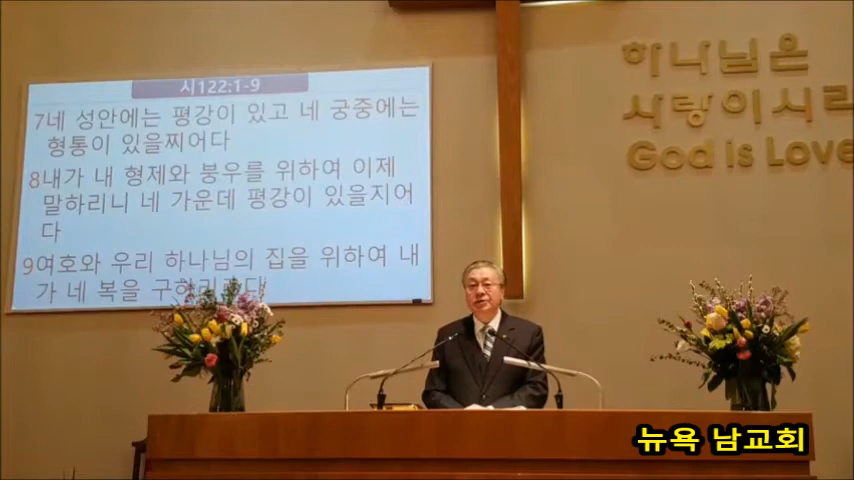 시122:1-9
7네 성안에는 평강이 있고 네 궁중에는
형통이 있을찌어다
8내가 내 형제와 붕우를 위하여 이제
말하리니 네 가운데 평강이 있을지어
다
9여호와 우리 하나님의 집을 위하여 내
가 네 복을 구하리로다
하나님은
사랑이시라
God is Love
뉴욕 남교회